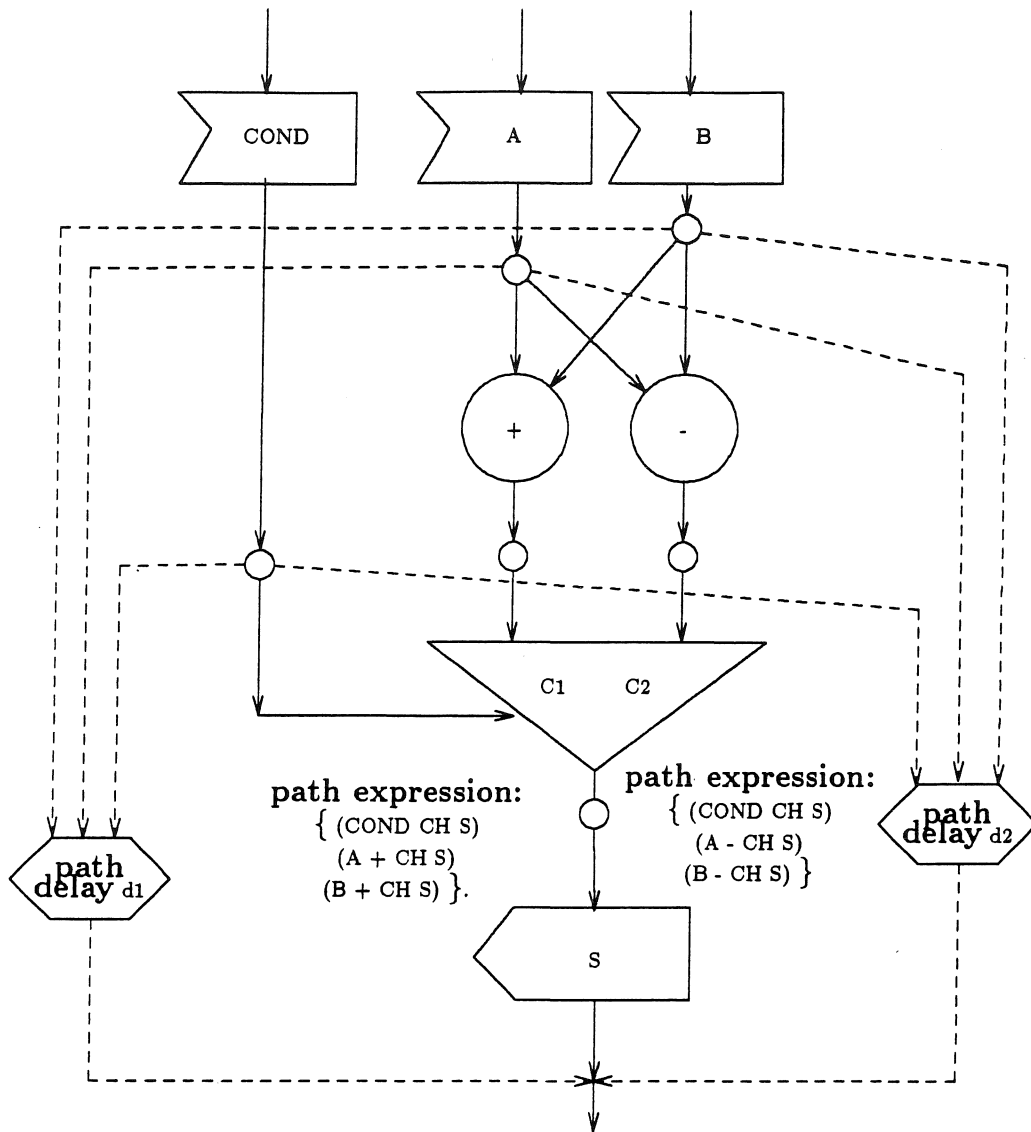 COND
A
B
+
-
C1
C2
path expression:
{ (COND CH S)
(A + CH S)
(B + CH S) }.
path expression:
{ (COND CH S)
(A - CH S)
(B - CH S) }
path
delay d1
path
delay d2
S